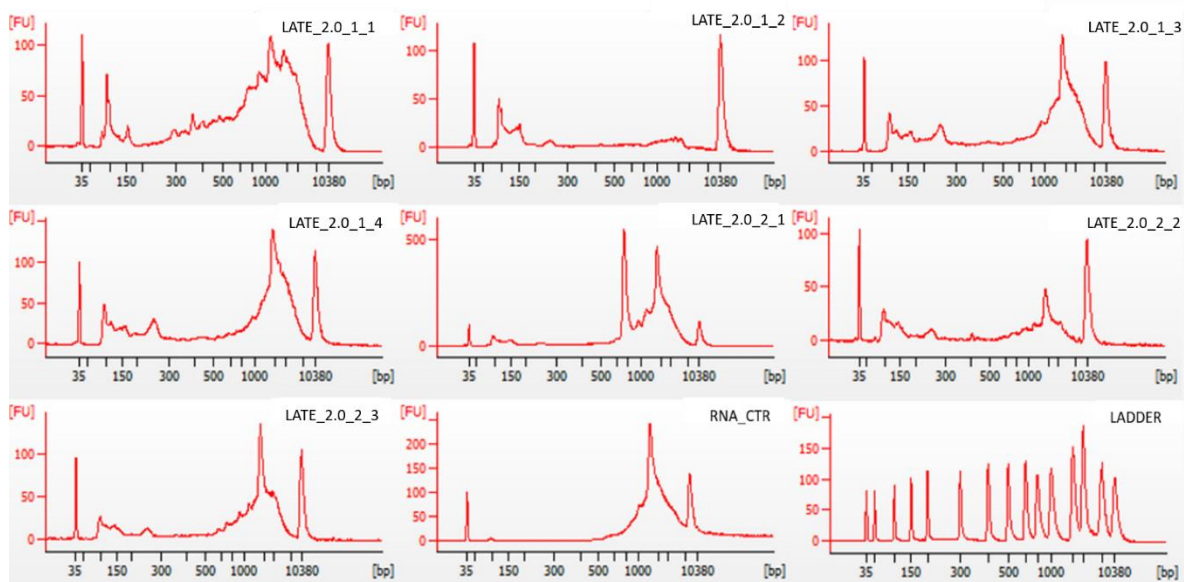 [FU] LATE_2.0_1_1
100
50
0
35 150 300 500 1000 10380 [bp]
[FU] LATE_2.0_1_2
100
50
0
35 150 300 500 1000 10380 [bp]
[FU] LATE_2.0_1_3
100
50
0
35 150 300 500 1000 10380 [bp]
[FU] LATE_2.0_1_4
150
100
50
0
35 150 300 500 1000 10380 [bp]
[FU] LATE_2.0_2_1
500
0
35 150 300 500 1000 10380 [bp]
[FU] LATE_2.0_2_2
100
50
0
35 150 300 500 1000 10380 [bp]
[FU] LATE_2.0_2_3
100
50
0
35 150 300 500 1000 10380 [bp]
[FU] RNA_CTR
200
150
100
50
0
35 150 300 500 1000 10380 [bp]
[FU] LADDER
150
100
50
0
35 150 300 500 1000 10380 [bp]